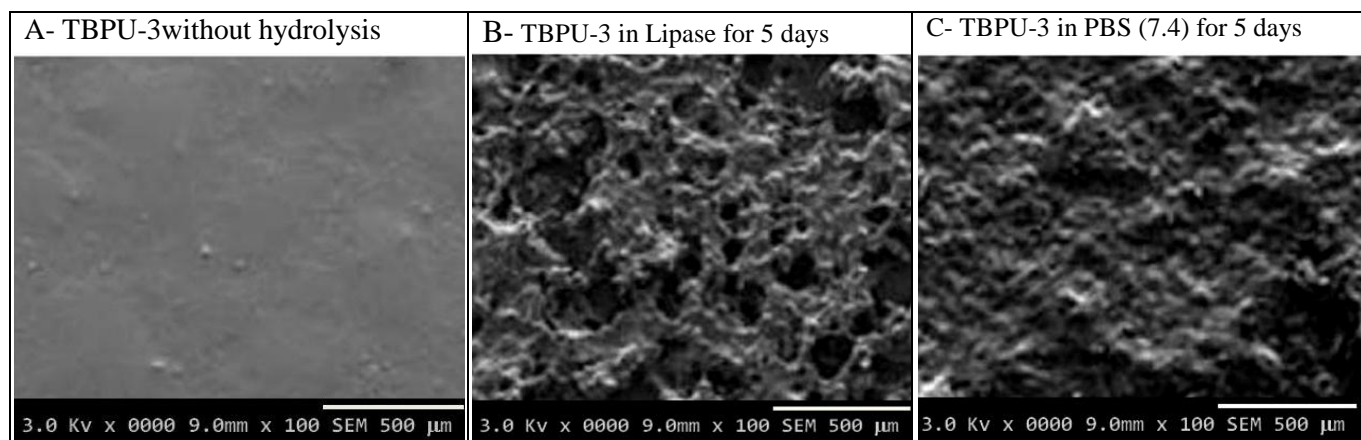 A- TBPU-3without hydrolysis
B- TBPU-3 in Lipase for 5 days
C- TBPU-3 in PBS (7.4) for 5 days
3.0 Kv x 0000 9.0mm x 100 SEM 500 μm
3.0 Kv x 0000 9.0mm x 100 SEM 500 μm
3.0 Kv x 0000 9.0mm x 100 SEM 500 μm